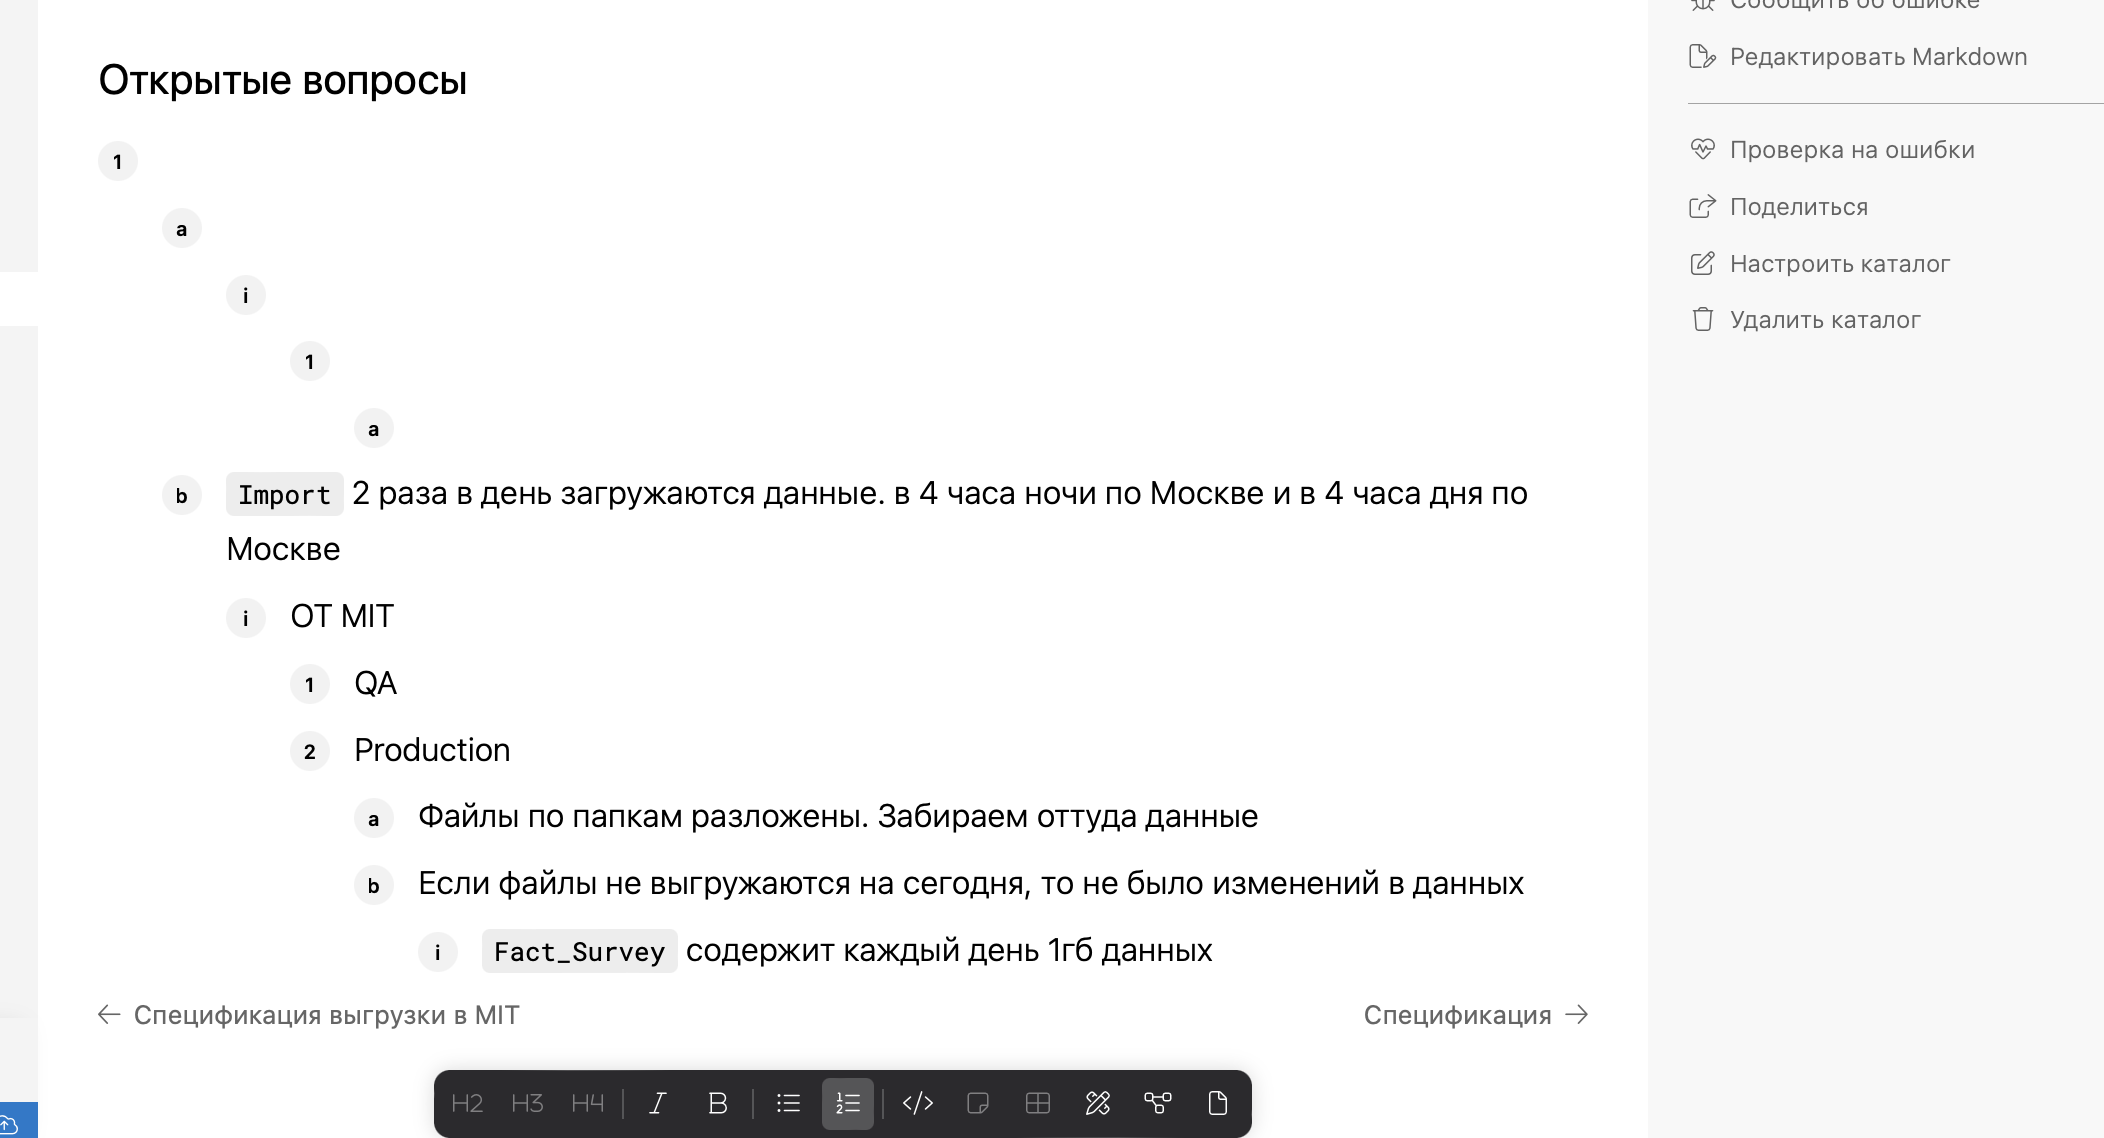 Открытые вопросы
1
a
i
1
a
b Import 2 раза в день загружаются данные. в 4 часа ночи по Москве и в 4 часа дня по
Москве
i ОТ MIT
1 QA
2 Production
a Файлы по папкам разложены. Забираем оттуда данные
b Если файлы не выгружаются на сегодня, то не было изменений в данных
i Fact_Survey содержит каждый день 1гб данных
← Спецификация выгрузки в MIT
Спецификация →
H2 H3 H4 I B </>
Сообщить об ошибке
Редактировать Markdown
Проверка на ошибки
Поделиться
Настроить каталог
Удалить каталог